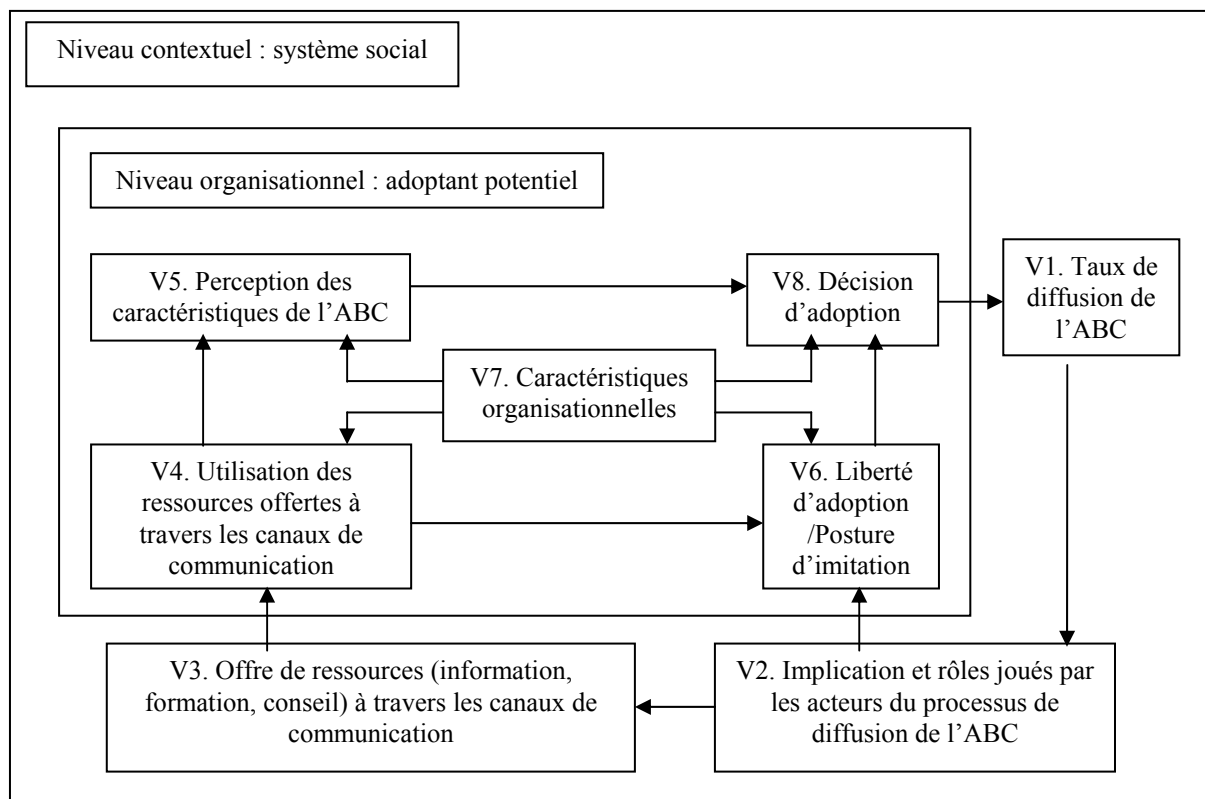 Niveau contextuel : système social
Niveau organisationnel : adoptant potentiel
V5. Perception des
caractéristiques de l’ABC
V8. Décision
d’adoption
V1. Taux de
diffusion de
l’ABC
V7. Caractéristiques
organisationnelles
V4. Utilisation des
ressources offertes à
travers les canaux de
communication
V6. Liberté
d’adoption
/Posture
d’imitation
V3. Offre de ressources (information,
formation, conseil) à travers les canaux de
communication
V2. Implication et rôles joués par
les acteurs du processus de
diffusion de l’ABC